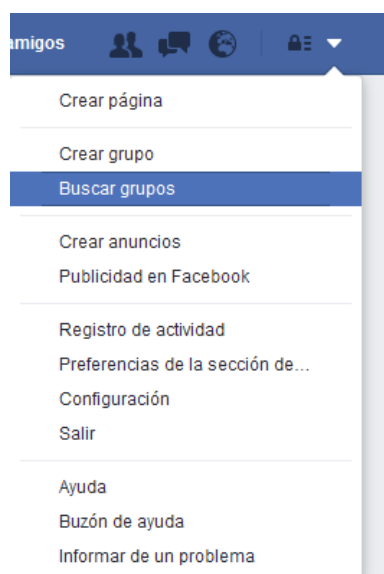 amigos
Crear página
Crear grupo
Buscar grupos
Crear anuncios
Publicidad en Facebook
Registro de actividad
Preferencias de la sección de...
Configuración
Salir
Ayuda
Buzón de ayuda
Informar de un problema